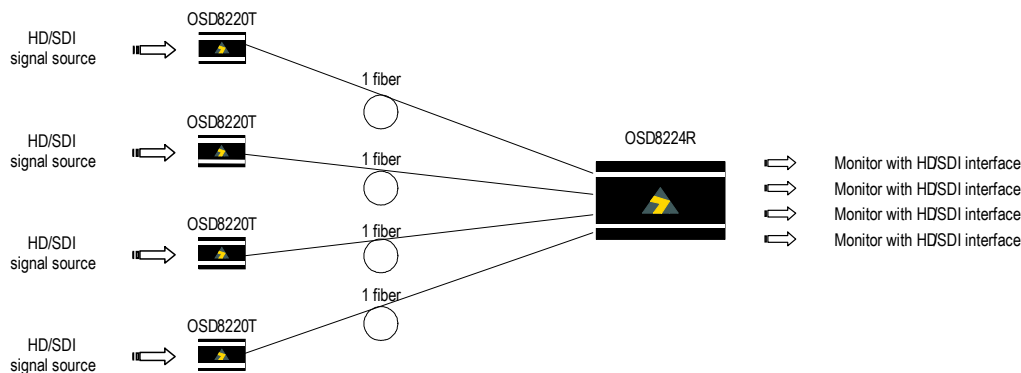 OSD8220T
HD/SDI
signal source
1 fiber
OSD8220T
HD/SDI
signal source
1 fiber
OSD8224R
Monitor with HD/SDI interface
Monitor with HD/SDI interface
Monitor with HD/SDI interface
Monitor with HD/SDI interface
OSD8220T
HD/SDI
signal source
1 fiber
1 fiber
OSD8220T
HD/SDI
signal source